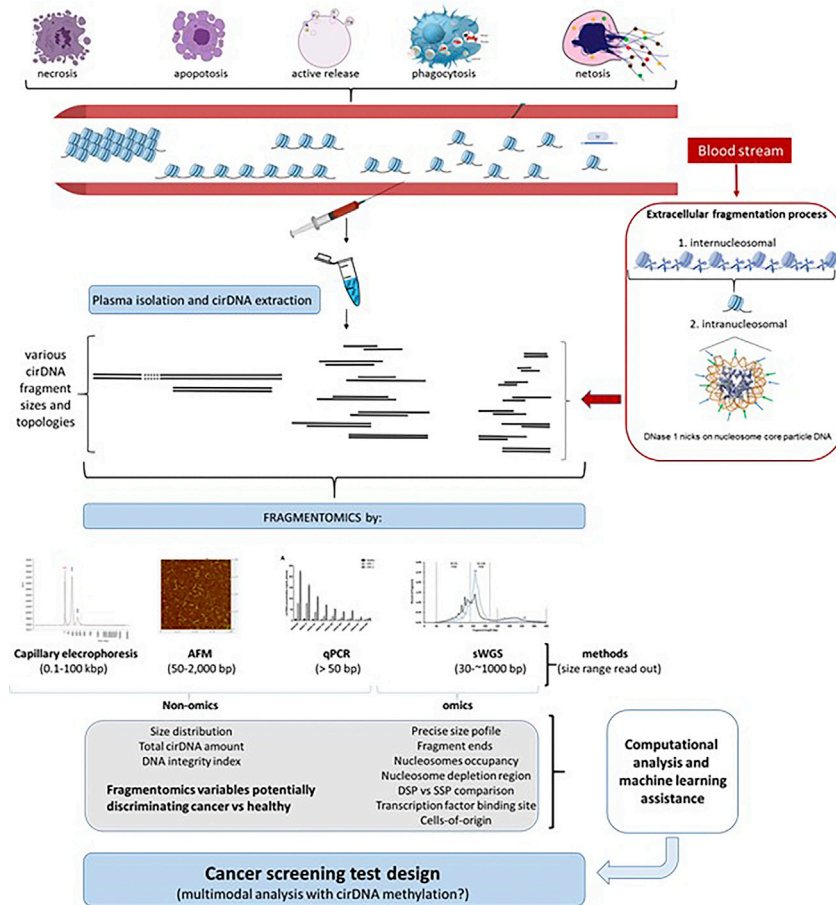 necrosis
apopotosis
active release
phagocytosis
netosis
Blood stream
Extracellular fragmentation process
1. internucleosomal
2. intranucleosomal
DNase 1 nicks on nucleosome core particle DNA
Plasma isolation and cirDNA extraction
various
cirDNA
fragment
sizes and
topologies
FRAGMENTOMICS by:
A
Capillary elecrophoresis
(0.1-100 kbp)
AFM
(50-2,000 bp)
qPCR
(> 50 bp)
sWGS
(30-~1000 bp)
methods
(size range read out)
Non-omics
omics
Size distribution
Total cirDNA amount
DNA integrity index
Fragmentomics variables potentially
discriminating cancer vs healthy
Precise size pofile
Fragment ends
Nucleosomes occupancy
Nucleosome depletion region
DSP vs SSP comparison
Transcription factor binding site
Cells-of-origin
Computational
analysis and
machine learning
assistance
Cancer screening test design
(multimodal analysis with cirDNA methylation?)